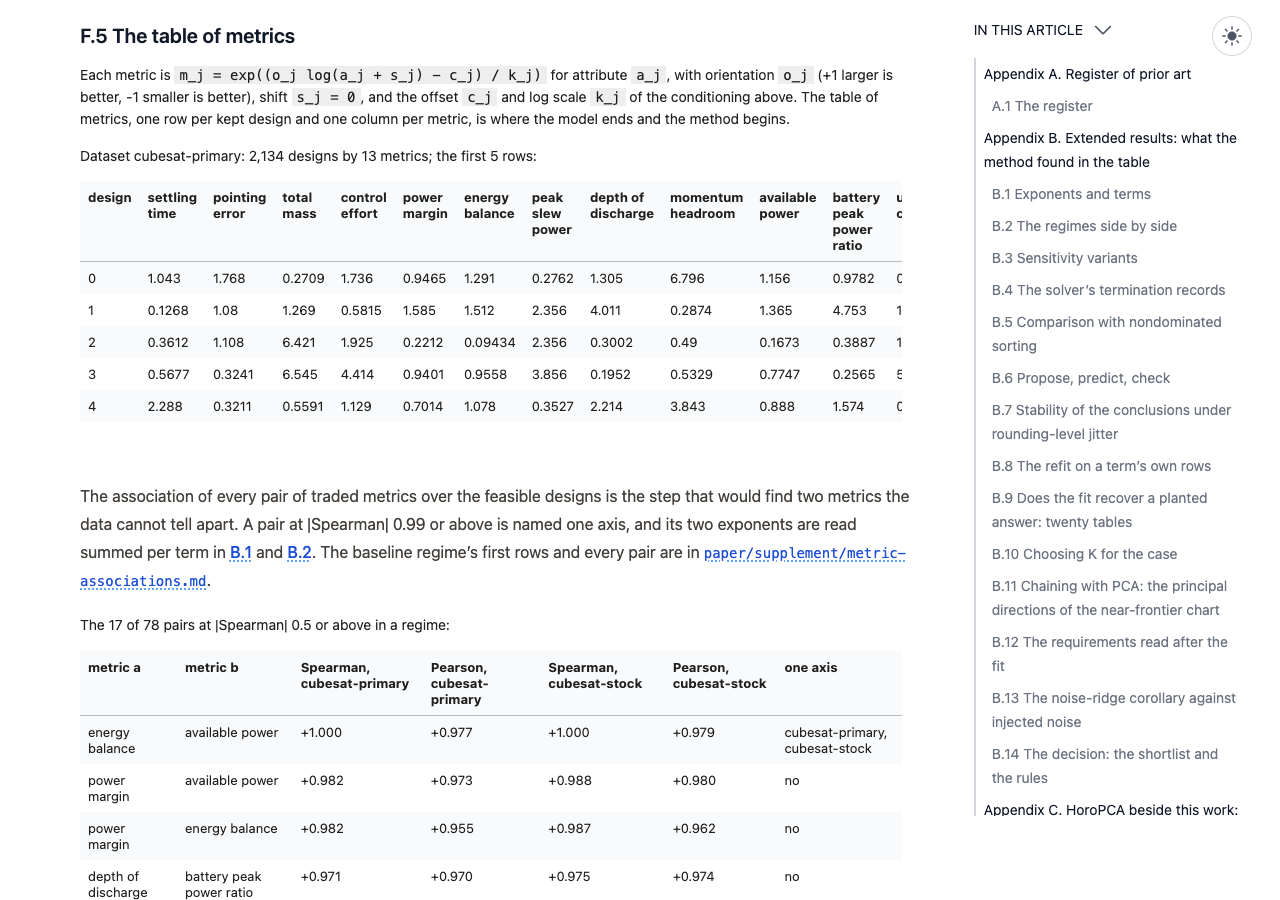 F.5 The table of metrics
Each metric is m_j = exp((o_j log(a_j + s_j) − c_j) / k_j) for attribute a_j, with orientation o_j (+1 larger is
better, -1 smaller is better), shift s_j = 0, and the offset c_j and log scale k_j of the conditioning above. The table of
metrics, one row per kept design and one column per metric, is where the model ends and the method begins.
Dataset cubesat-primary: 2,134 designs by 13 metrics; the first 5 rows:
design settling time pointing error total mass control effort power margin energy balance peak slew power depth of discharge momentum headroom available power battery peak power ratio
0 1.043 1.768 0.2709 1.736 0.9465 1.291 0.2762 1.305 6.796 1.156 0.9782
1 0.1268 1.08 1.269 0.5815 1.585 1.512 2.356 4.011 0.2874 1.365 4.753
2 0.3612 1.108 6.421 1.925 0.2212 0.09434 2.356 0.3002 0.49 0.1673 0.3887
3 0.5677 0.3241 6.545 4.414 0.9401 0.9558 3.856 0.1952 0.5329 0.7747 0.2565
4 2.288 0.3211 0.5591 1.129 0.7014 1.078 0.3527 2.214 3.843 0.888 1.574
The association of every pair of traded metrics over the feasible designs is the step that would find two metrics the
data cannot tell apart. A pair at |Spearman| 0.99 or above is named one axis, and its two exponents are read
summed per term in B.1 and B.2. The baseline regime's first rows and every pair are in paper/supplement/metric-
associations.md.
The 17 of 78 pairs at |Spearman| 0.5 or above in a regime:
metric a metric b Spearman, cubesat-primary Pearson, cubesat-primary Spearman, cubesat-stock Pearson, cubesat-stock one axis
energy balance available power +1.000 +0.977 +1.000 +0.979 cubesat-primary, cubesat-stock
power margin available power +0.982 +0.973 +0.988 +0.980 no
power margin energy balance +0.982 +0.955 +0.987 +0.962 no
depth of discharge battery peak power ratio +0.971 +0.970 +0.975 +0.974 no
IN THIS ARTICLE
Appendix A. Register of prior art
A.1 The register
Appendix B. Extended results: what the
method found in the table
B.1 Exponents and terms
B.2 The regimes side by side
B.3 Sensitivity variants
B.4 The solver's termination records
B.5 Comparison with nondominated
sorting
B.6 Propose, predict, check
B.7 Stability of the conclusions under
rounding-level jitter
B.8 The refit on a term's own rows
B.9 Does the fit recover a planted
answer: twenty tables
B.10 Choosing K for the case
B.11 Chaining with PCA: the principal
directions of the near-frontier chart
B.12 The requirements read after the
fit
B.13 The noise-ridge corollary against
injected noise
B.14 The decision: the shortlist and
the rules
Appendix C. HoroPCA beside this work: